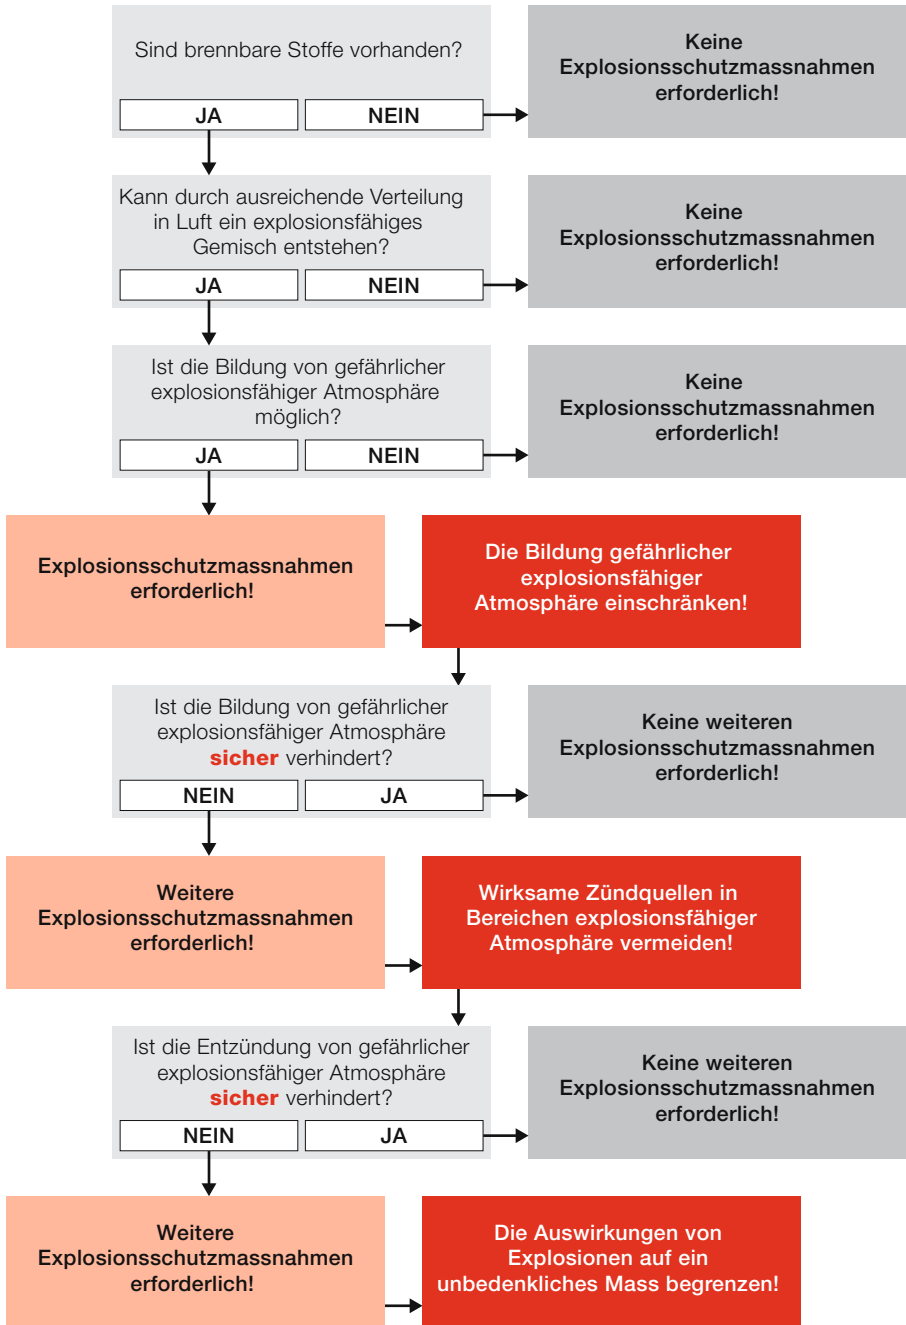 Sind brennbare Stoffe vorhanden?
JA
NEIN
Keine
Explosionsschutzmassnahmen
erforderlich!
Kann durch ausreichende Verteilung
in Luft ein explosionsfähiges
Gemisch entstehen?
JA
NEIN
Keine
Explosionsschutzmassnahmen
erforderlich!
Ist die Bildung von gefährlicher
explosionsfähiger Atmosphäre
möglich?
JA
NEIN
Keine
Explosionsschutzmassnahmen
erforderlich!
Explosionsschutzmassnahmen
erforderlich!
Die Bildung gefährlicher
explosionsfähiger
Atmosphäre einschränken!
Ist die Bildung von gefährlicher
explosionsfähiger Atmosphäre
sicher verhindert?
NEIN
JA
Keine weiteren
Explosionsschutzmassnahmen
erforderlich!
Weitere
Explosionsschutzmassnahmen
erforderlich!
Wirksame Zündquellen in
Bereichen explosionsfähiger
Atmosphäre vermeiden!
Ist die Entzündung von gefährlicher
explosionsfähiger Atmosphäre
sicher verhindert?
NEIN
JA
Keine weiteren
Explosionsschutzmassnahmen
erforderlich!
Weitere
Explosionsschutzmassnahmen
erforderlich!
Die Auswirkungen von
Explosionen auf ein
unbedenkliches Mass begrenzen!